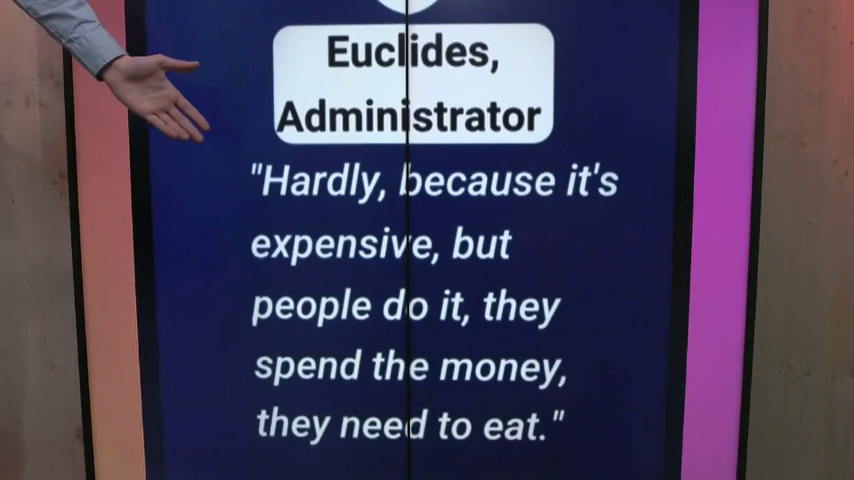 Euclides,
Administrator
"Hardly, because it's
expensive, but
people do it, they
spend the money,
they need to eat."